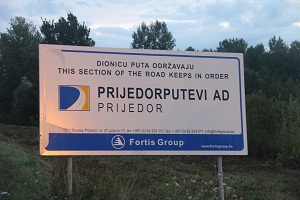 DIONICU PUTA ODRŽAVAJU
THIS SECTION OF THE ROAD KEEPS IN ORDER
PRIJEDORPUTEVI AD
PRIJEDOR
Fortis Group